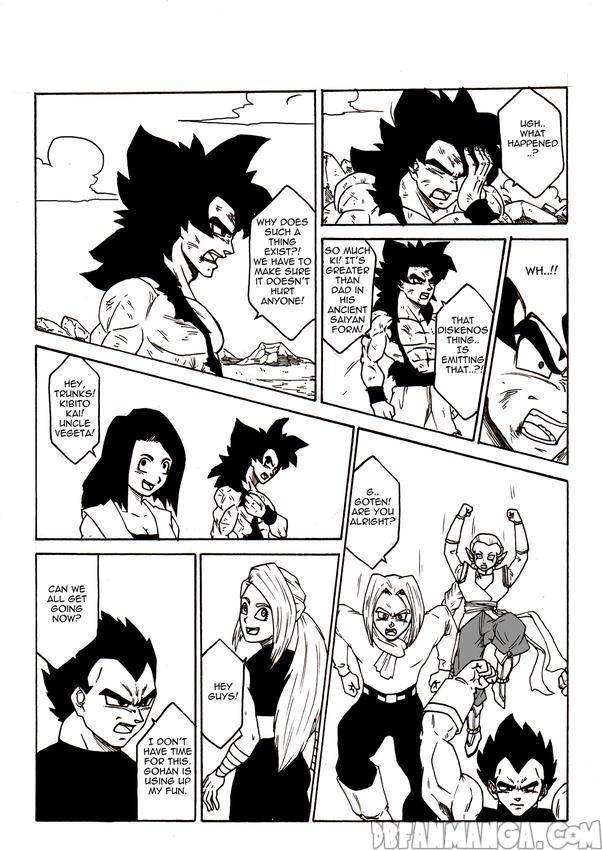 UGH..
WHAT
HAPPENED
..?
WH..!!
SO MUCH
KI! IT'S
GREATER
THAN
DAD IN
HIS
ANCIENT
SAIYAN
FORM!
THAT
DISKENOS
THING..
.. IS
EMITTING
THAT..?!
WHY DOES
SUCH A
THING
EXIST?!
WE HAVE
TO MAKE
SURE IT
DOESN'T
HURT
ANYONE!
G..
GOTEN!
ARE YOU
ALRIGHT?
HEY,
TRUNKS!
KIBITO
KAI!
UNCLE
VEGETA!
HEY
GUYS!
CAN WE
ALL GET
GOING
NOW?
I DON'T
HAVE TIME
FOR THIS.
GOHAN IS
USING UP
MY FUN.
DBFANMANGA.COM